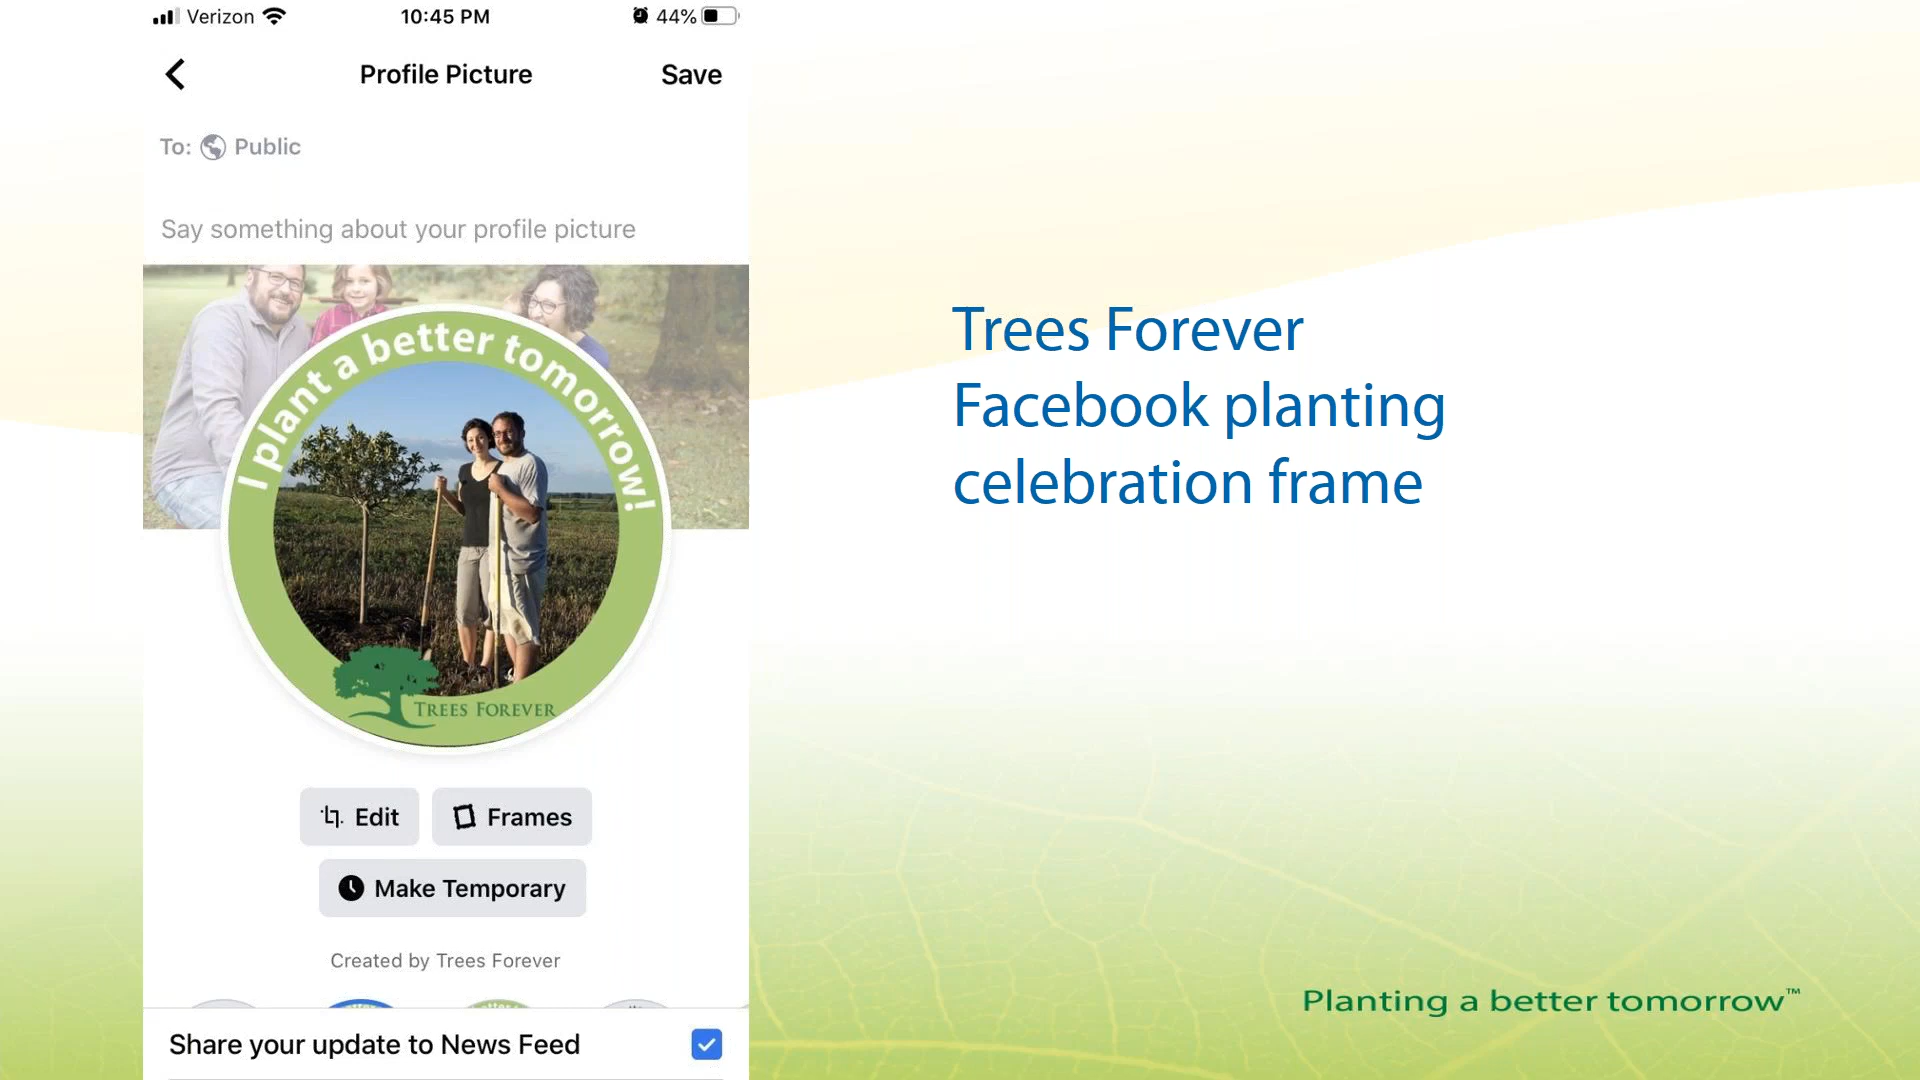 Verizon 10:45 PM 44%
Profile Picture Save
To: Public
Say something about your profile picture
I plant a better tomorrow!
TREES FOREVER
Edit Frames
Make Temporary
Created by Trees Forever
Share your update to News Feed
Trees Forever
Facebook planting
celebration frame
Planting a better tomorrow™